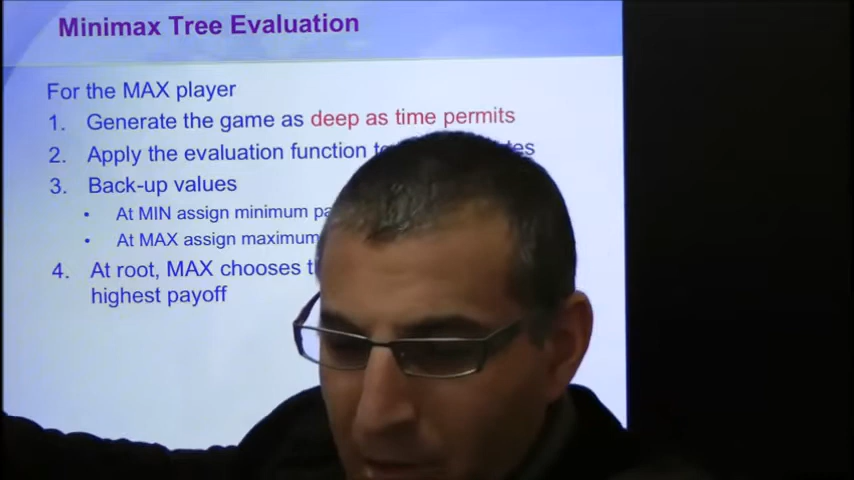 Minimax Tree Evaluation
For the MAX player
1. Generate the game as deep as time permits
2. Apply the evaluation function
3. Back-up values
• At MIN assign minimum
• At MAX assign maximum
4. At root, MAX chooses
highest payoff